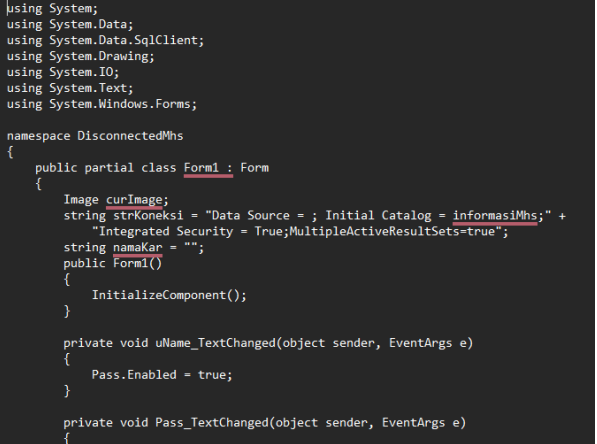 using System;
using System.Data;
using System.Data.SqlClient;
using System.Drawing;
using System.IO;
using System.Text;
using System.Windows.Forms;

namespace DisconnectedMhs
{
    public partial class Form1 : Form
    {
        Image curImage;
        string strKoneksi = "Data Source = ; Initial Catalog = informasiMhs;" +
            "Integrated Security = True;MultipleActiveResultSets=true";
        string namaKar = "";
        public Form1()
        {
            InitializeComponent();
        }

        private void uName_TextChanged(object sender, EventArgs e)
        {
            Pass.Enabled = true;
        }

        private void Pass_TextChanged(object sender, EventArgs e)
        {